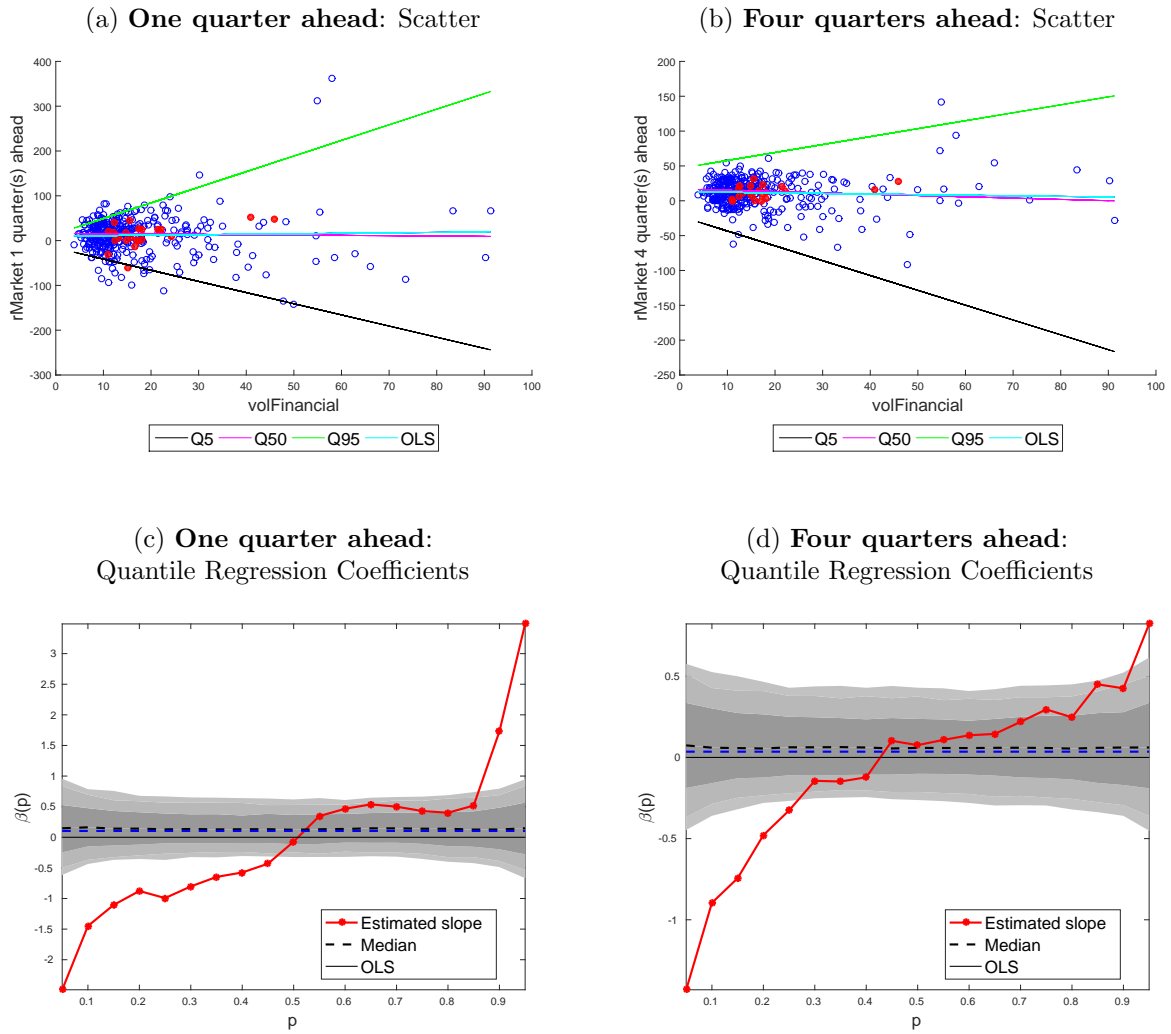 (a) One quarter ahead: Scatter
400
300
200
100
0
-100
-200
-300
0 10 20 30 40 50 60 70 80 90 100
rMarket 1 quarter(s) ahead
volFinancial
Q5 Q50 Q95 OLS
(b) Four quarters ahead: Scatter
200
150
100
50
0
-50
-100
-150
-200
-250
0 10 20 30 40 50 60 70 80 90 100
rMarket 4 quarter(s) ahead
volFinancial
Q5 Q50 Q95 OLS
(c) One quarter ahead:
Quantile Regression Coefficients
3
2.5
2
1.5
1
0.5
0
-0.5
-1
-1.5
-2
0.1 0.2 0.3 0.4 0.5 0.6 0.7 0.8 0.9
β(p)
p
Estimated slope
Median
OLS
(d) Four quarters ahead:
Quantile Regression Coefficients
0.5
0
-0.5
-1
0.1 0.2 0.3 0.4 0.5 0.6 0.7 0.8 0.9
β(p)
p
Estimated slope
Median
OLS